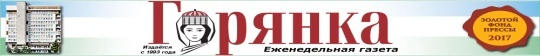 Горянка
Издаётся
с 1993 года
Еженедельная газета
ЗОЛОТОЙ
ФОНД
ПРЕССЫ
2017